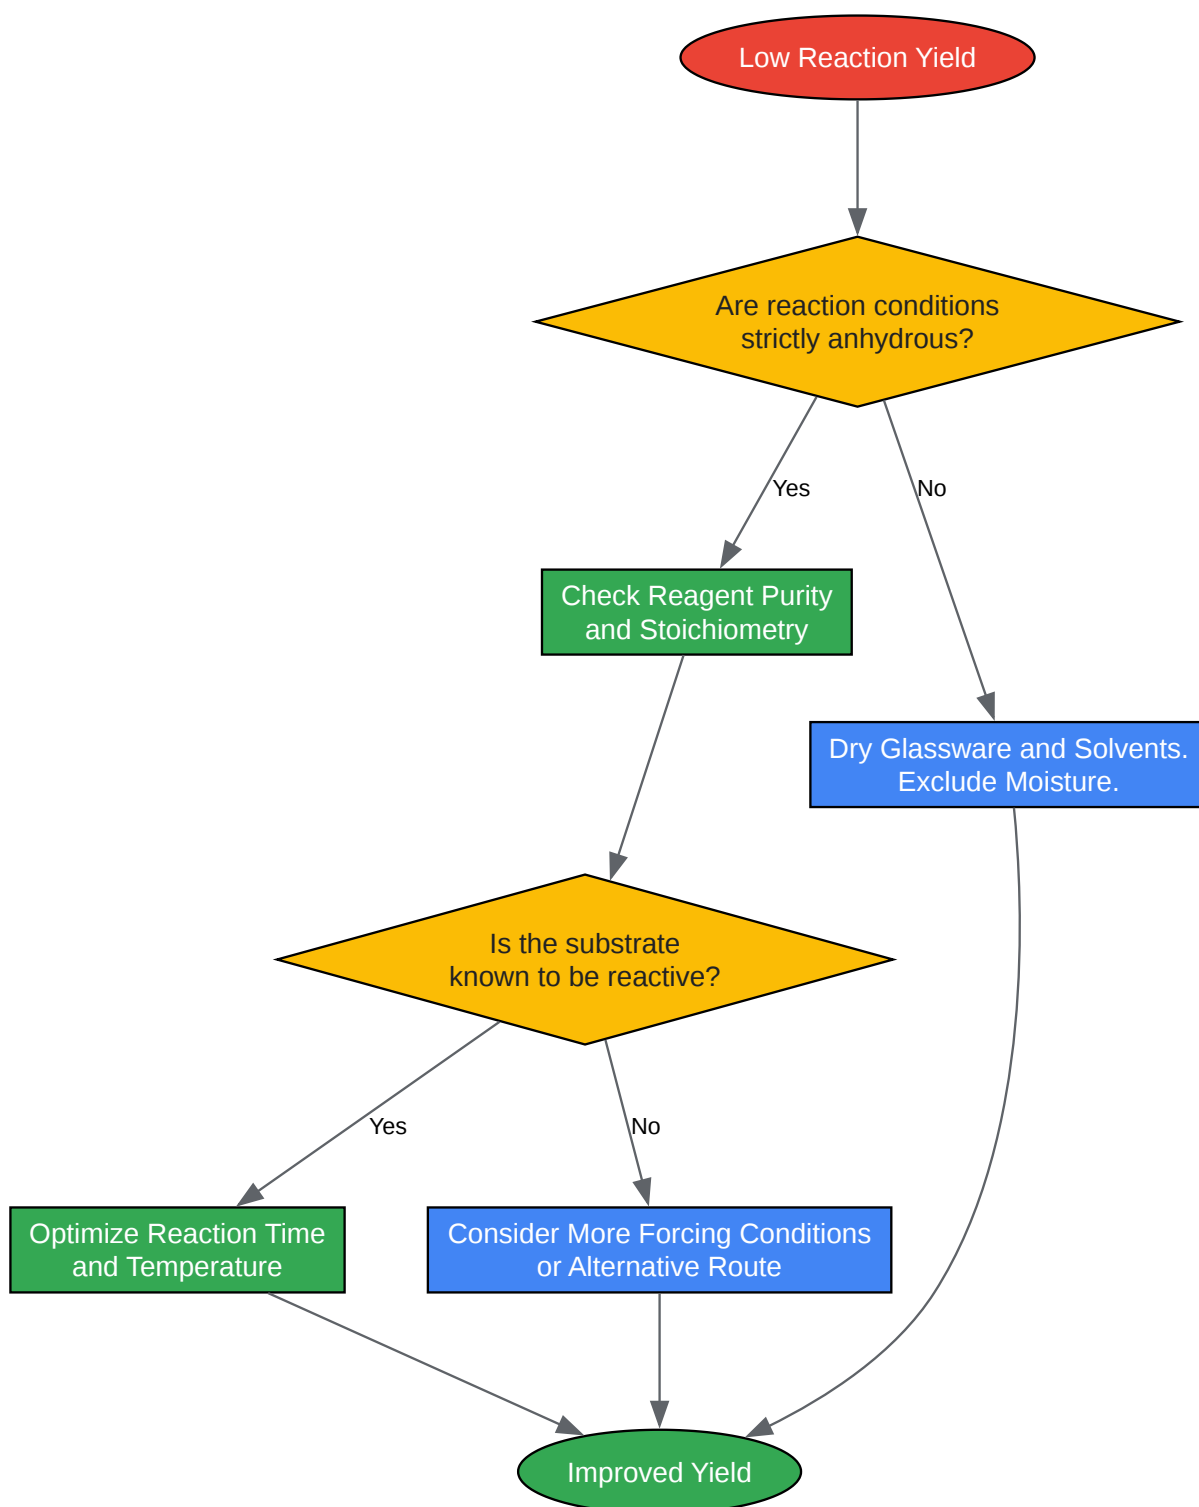 Low Reaction Yield
Are reaction conditions
strictly anhydrous?
Yes
No
Check Reagent Purity
and Stoichiometry
Dry Glassware and Solvents.
Exclude Moisture.
Is the substrate
known to be reactive?
Yes
No
Optimize Reaction Time
and Temperature
Consider More Forcing Conditions
or Alternative Route
Improved Yield